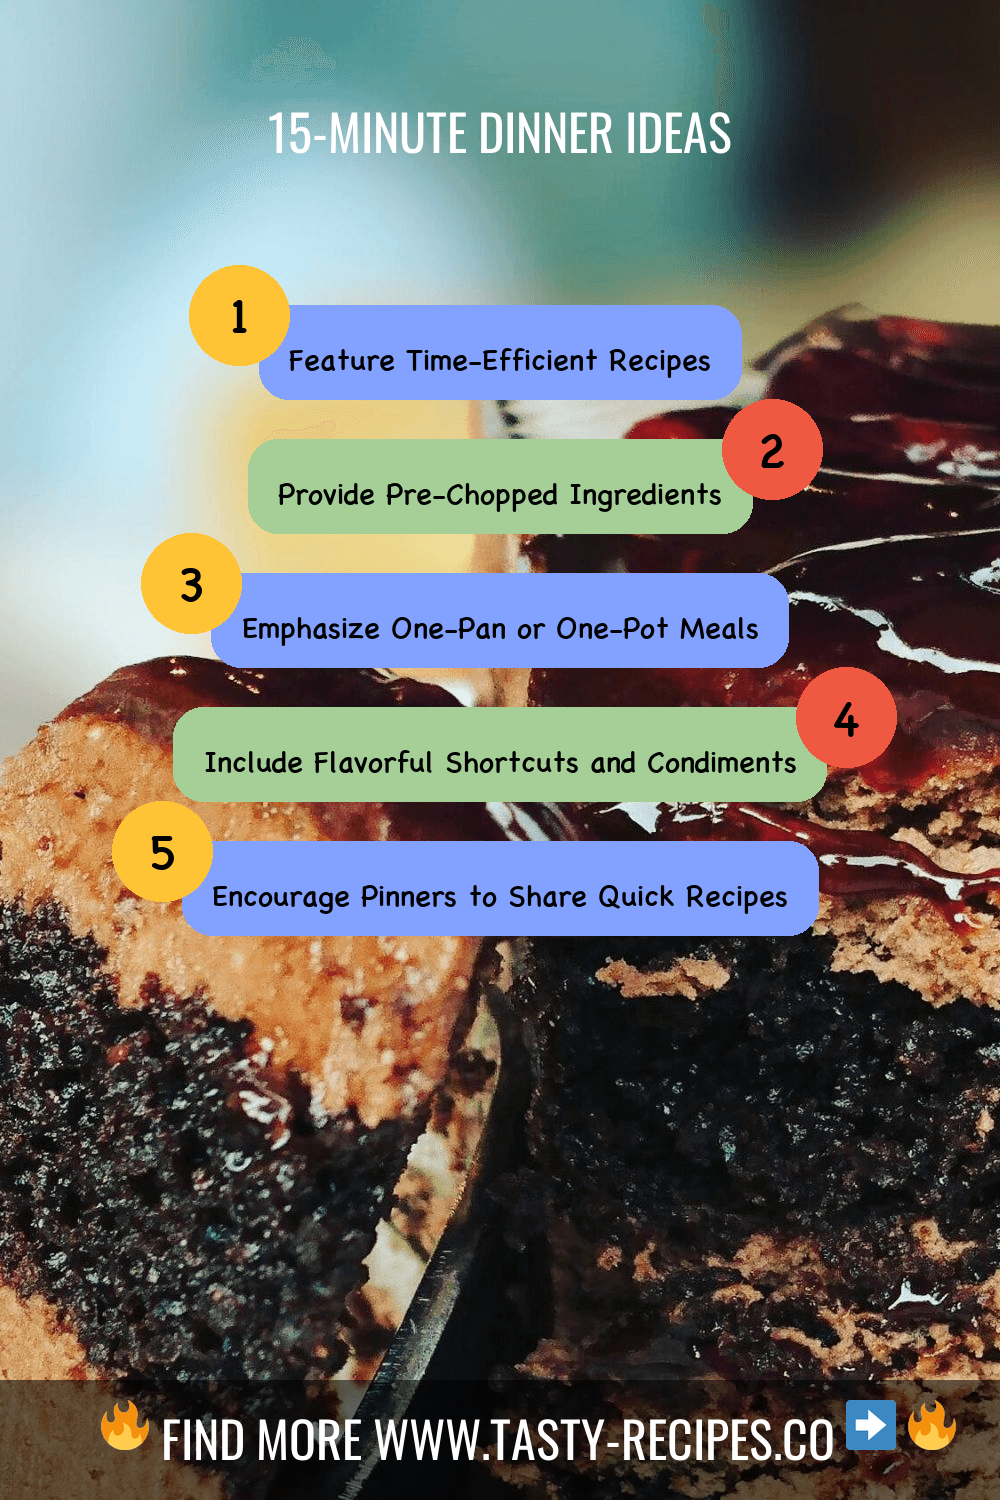 15-MINUTE DINNER IDEAS
1
Feature Time-Efficient Recipes
2
Provide Pre-Chopped Ingredients
3
Emphasize One-Pan or One-Pot Meals
4
Include Flavorful Shortcuts and Condiments
5
Encourage Pinners to Share Quick Recipes
FIND MORE WWW.TASTY-RECIPES.CO